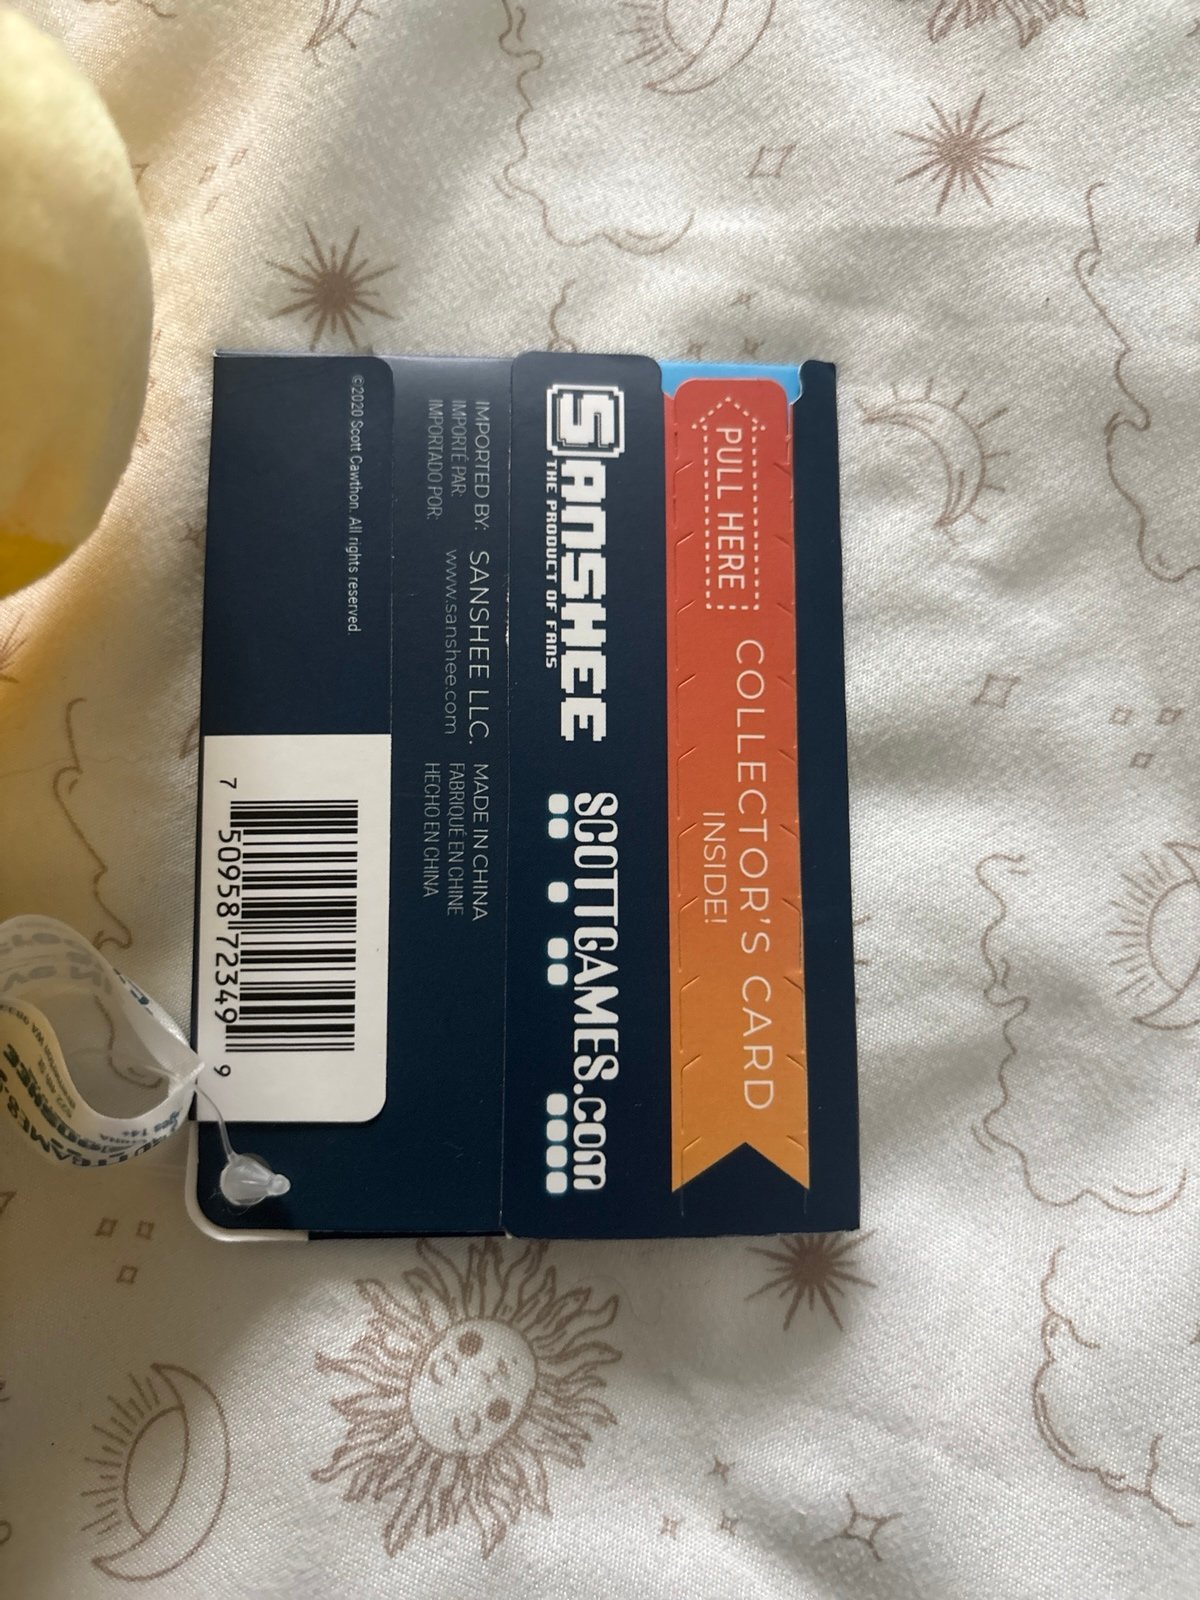 PULL HERE
COLLECTOR'S CARD
INSIDE!
SANSHEE
THE PRODUCT OF FANS
SCOTTGAMES.COM
IMPORTED BY: SANSHEE LLC. MADE IN CHINA
IMPORTÉ PAR: www.sanshee.com FABRIQUÉ EN CHINE
IMPORTADO POR: HECHO EN CHINA
©2020 Scott Cawthon. All rights reserved.
7 50958 72349 9